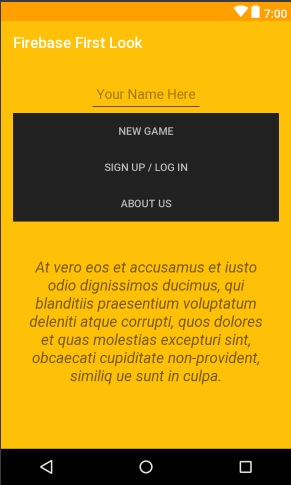 7:00
Firebase First Look
Your Name Here
NEW GAME
SIGN UP / LOG IN
ABOUT US
At vero eos et accusamus et iusto
odio dignissimos ducimus, qui
blanditiis praesentium voluptatum
deleniti atque corrupti, quos dolores
et quas molestias excepturi sint,
obcaecati cupiditate non-provident,
similiq ue sunt in culpa.